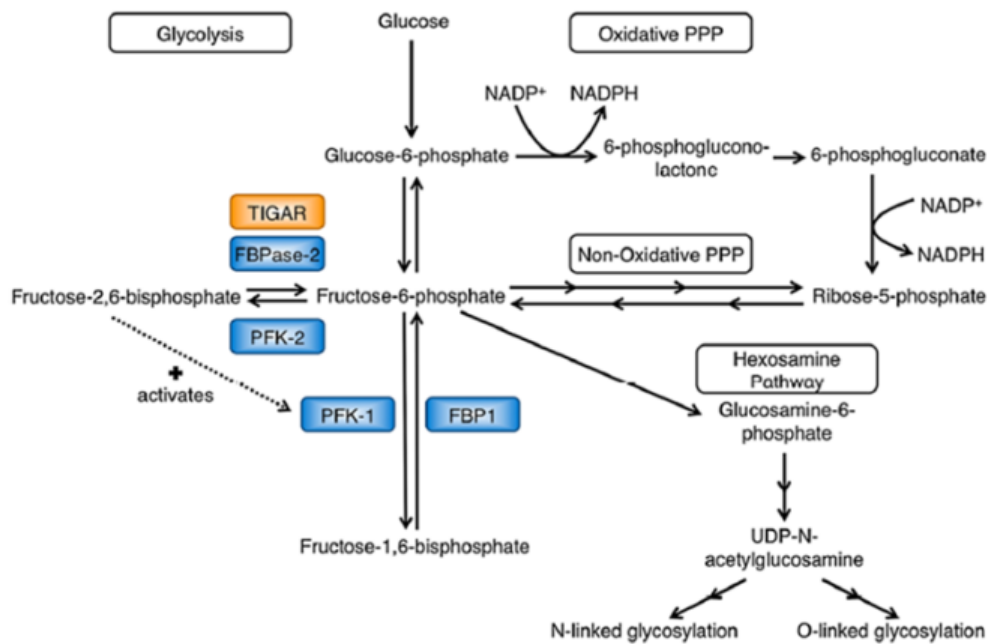 Glycolysis
Glucose
Oxidative PPP
NADP+
NADPH
Glucose-6-phosphate
6-phosphoglucono-
lactone
6-phosphogluconate
TIGAR
FBPase-2
NADP+
NADPH
Non-Oxidative PPP
Fructose-2,6-bisphosphate
Fructose-6-phosphate
Ribose-5-phosphate
PFK-2
+
activates
Hexosamine
Pathway
PFK-1
FBP1
Glucosamine-6-
phosphate
Fructose-1,6-bisphosphate
UDP-N-
acetylglucosamine
N-linked glycosylation
O-linked glycosylation